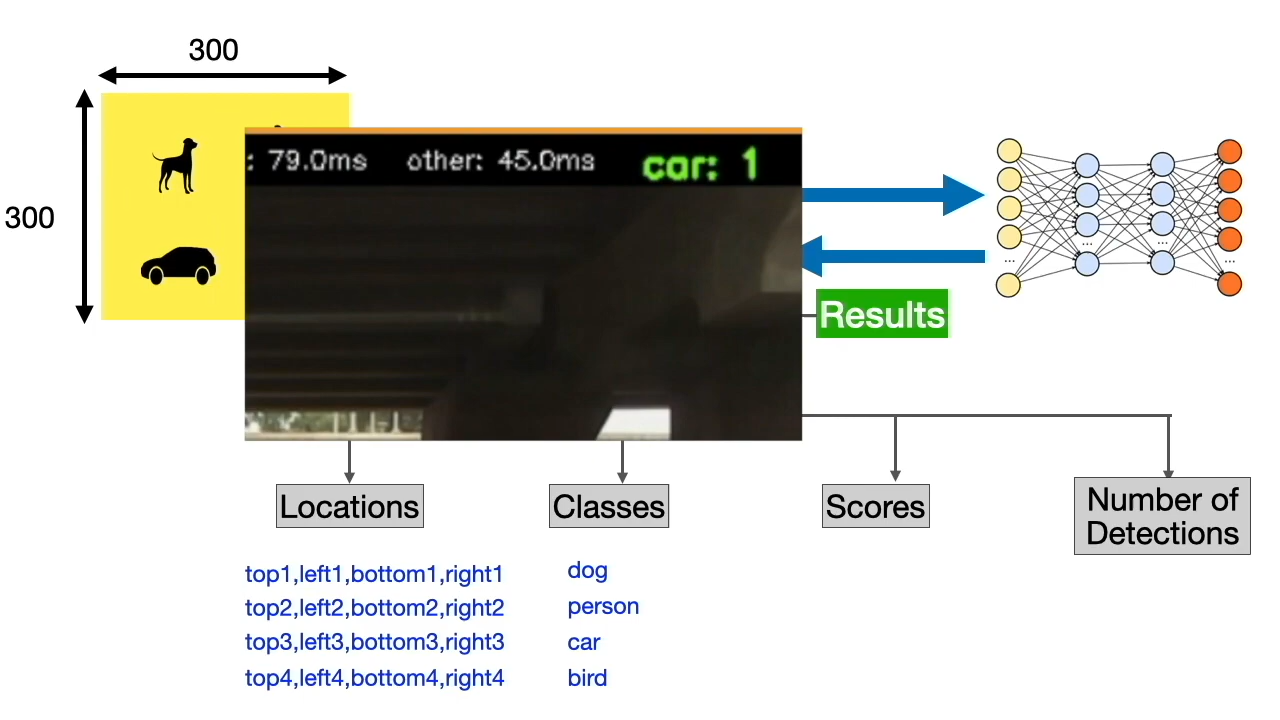 300
300
: 79.0ms other: 45.0ms car: 1
Results
...
...
...
...
Locations
Classes
Scores
Number of
Detections
top1,left1,bottom1,right1
dog
top2,left2,bottom2,right2
person
top3,left3,bottom3,right3
car
top4,left4,bottom4,right4
bird